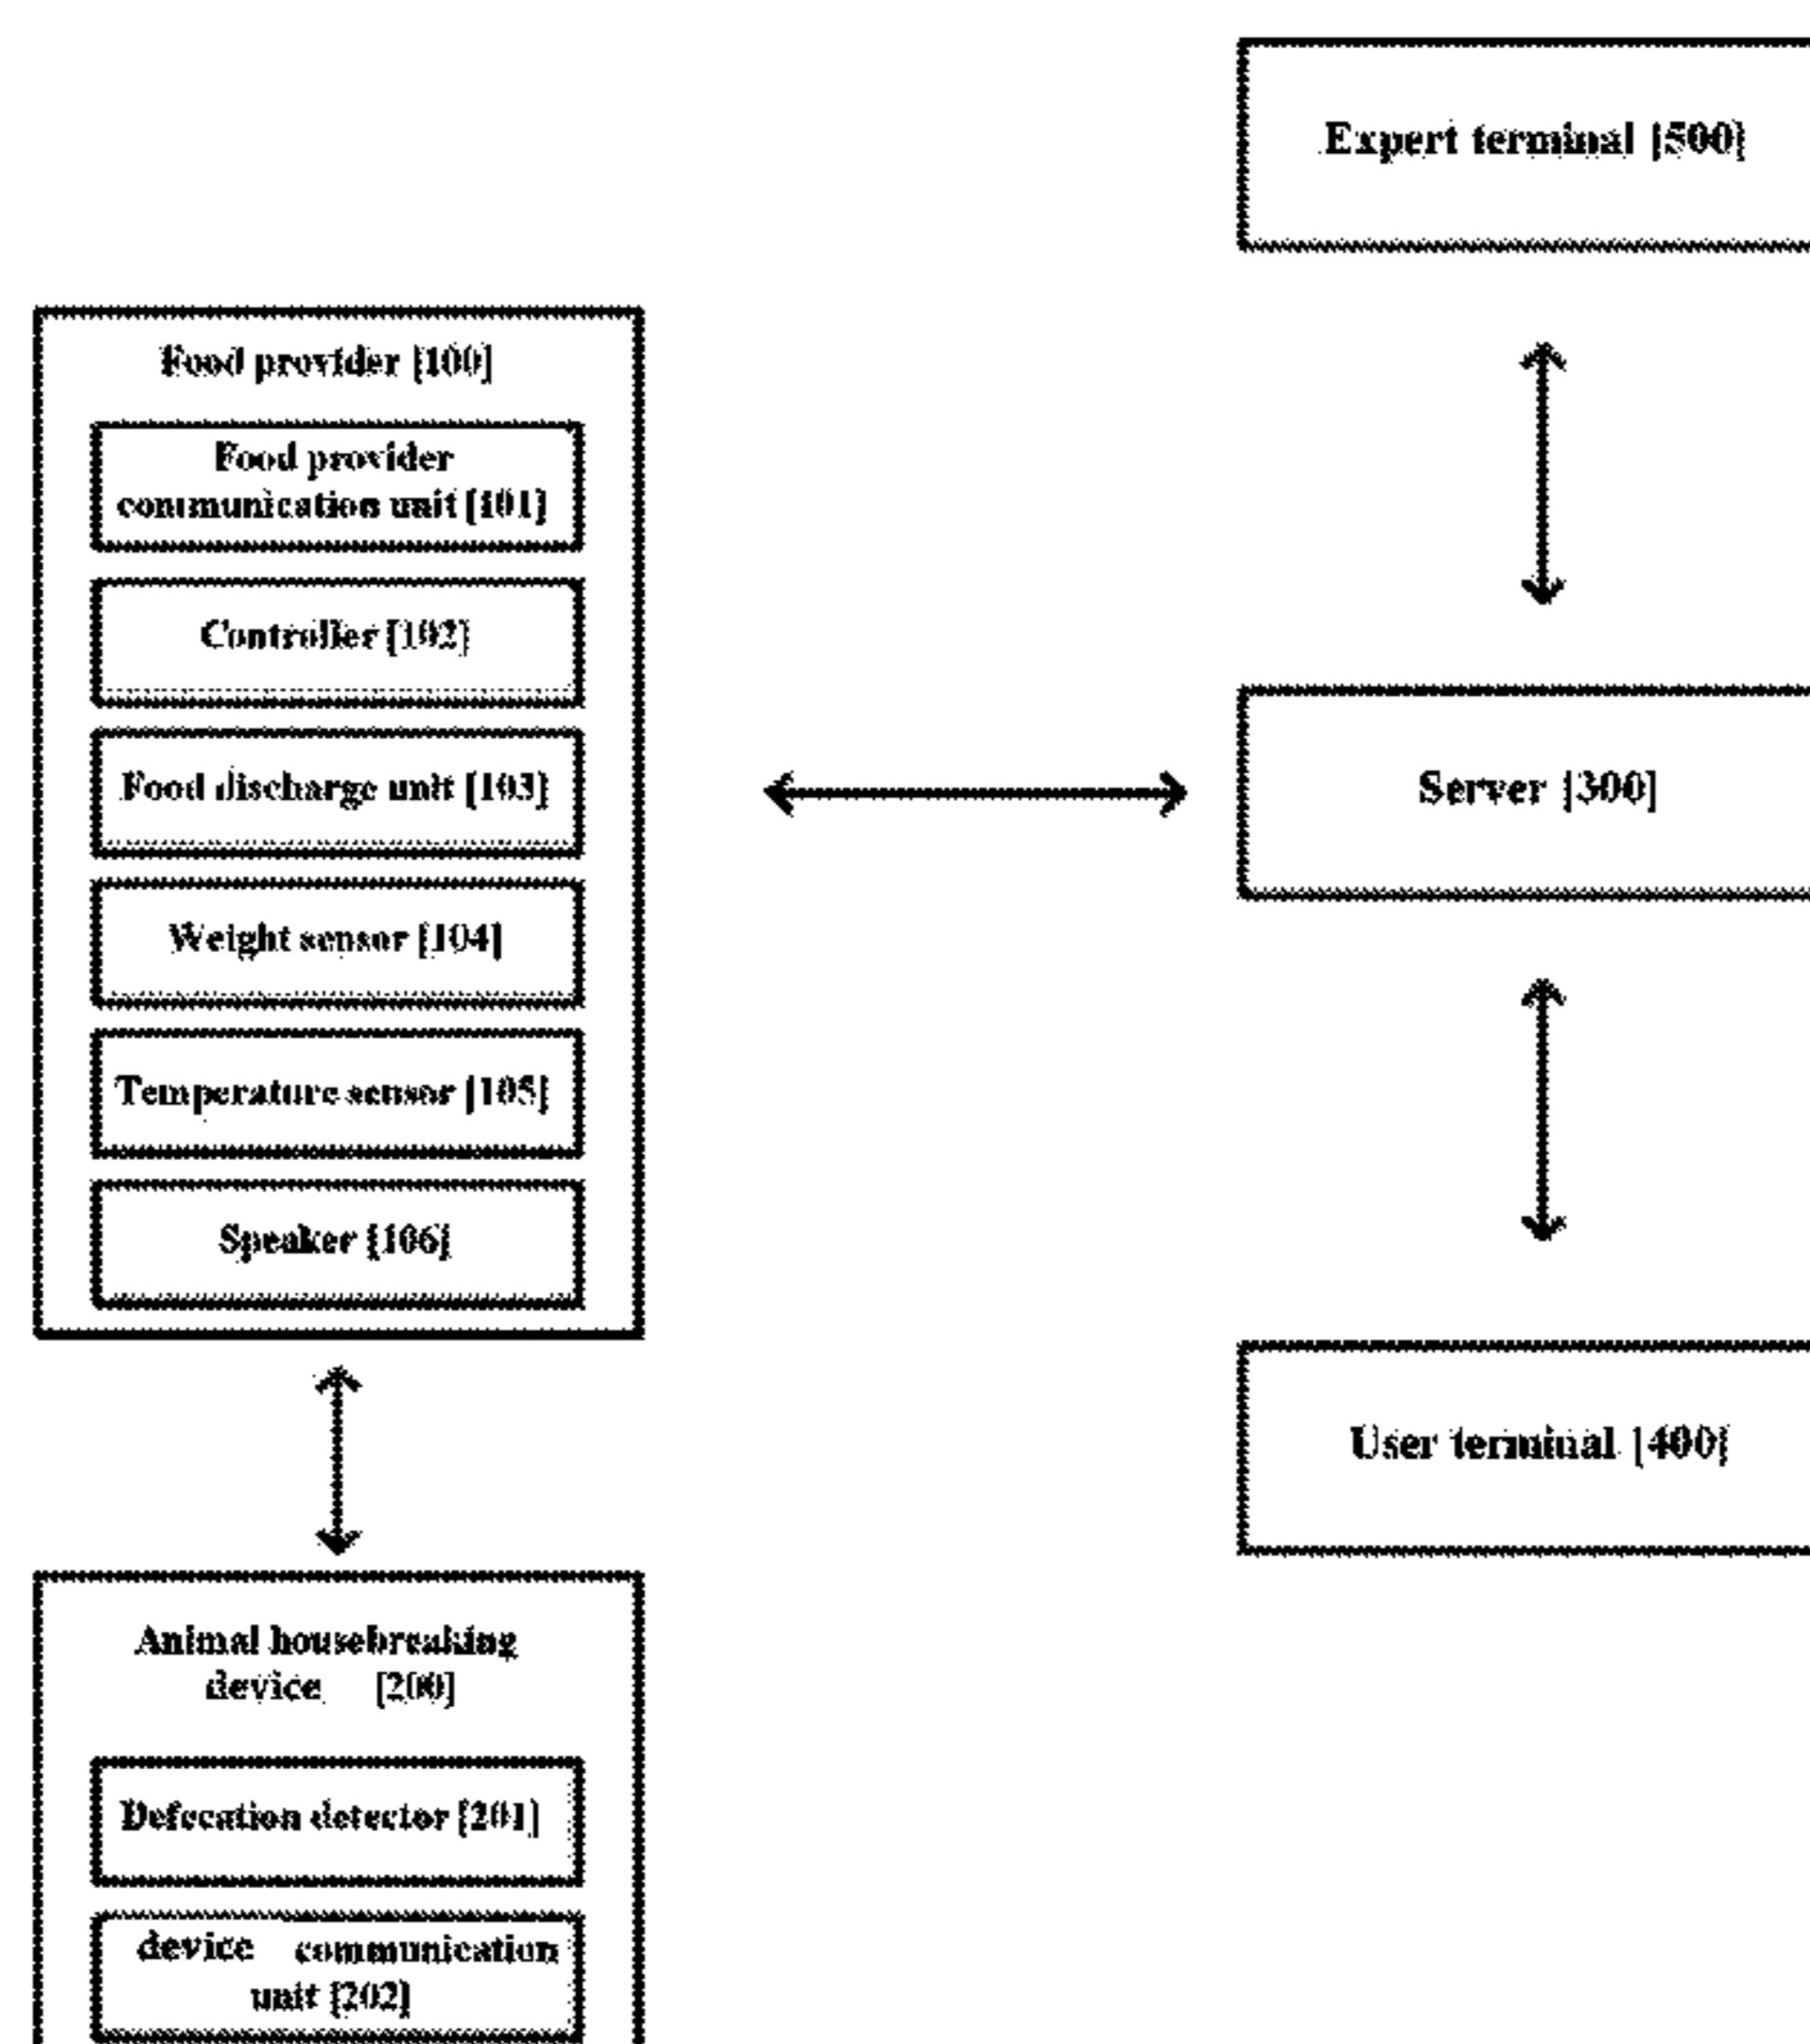 Expert terminal [500]
Food provider [100]
Food provider
communication unit [101]
Controller [102]
Food discharge unit [103]
Server [300]
Weight sensor [104]
Temperature sensor [105]
Speaker [106]
User terminal [400]
Animal housebreaking
device [200]
Defecation detector [201]
device communication
unit [202]